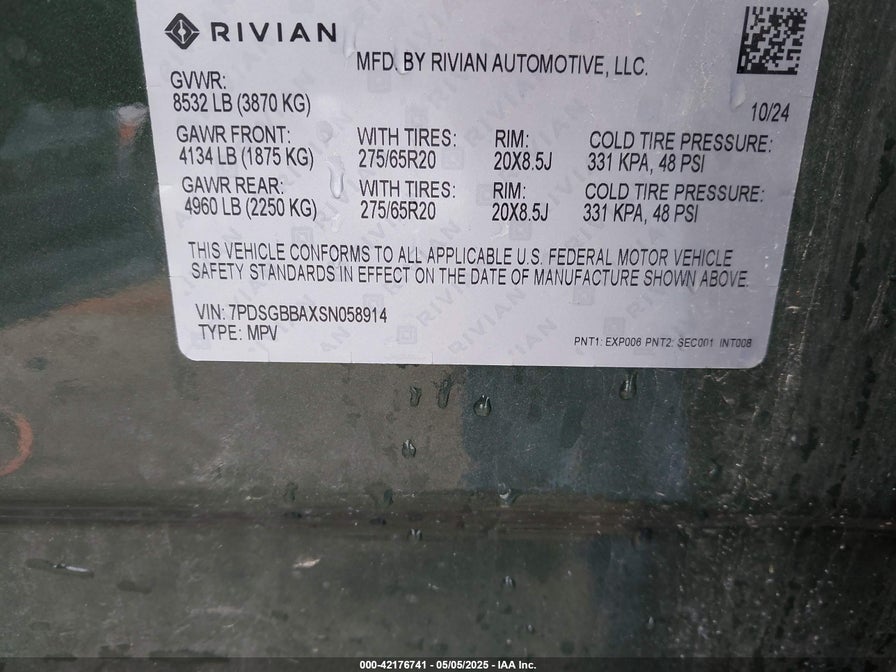 RIVIAN
MFD. BY RIVIAN AUTOMOTIVE, LLC.
GVWR:
8532 LB (3870 KG)
10/24
GAWR FRONT: WITH TIRES: RIM: COLD TIRE PRESSURE:
4134 LB (1875 KG) 275/65R20 20X8.5J 331 KPA, 48 PSI
GAWR REAR: WITH TIRES: RIM: COLD TIRE PRESSURE:
4960 LB (2250 KG) 275/65R20 20X8.5J 331 KPA, 48 PSI
THIS VEHICLE CONFORMS TO ALL APPLICABLE U.S. FEDERAL MOTOR VEHICLE
SAFETY STANDARDS IN EFFECT ON THE DATE OF MANUFACTURE SHOWN ABOVE.
VIN: 7PDSGBBAXSN058914
TYPE: MPV
PNT1: EXP006 PNT2: SEC001 INT008
000-42176741 - 05/05/2025 - IAA Inc.